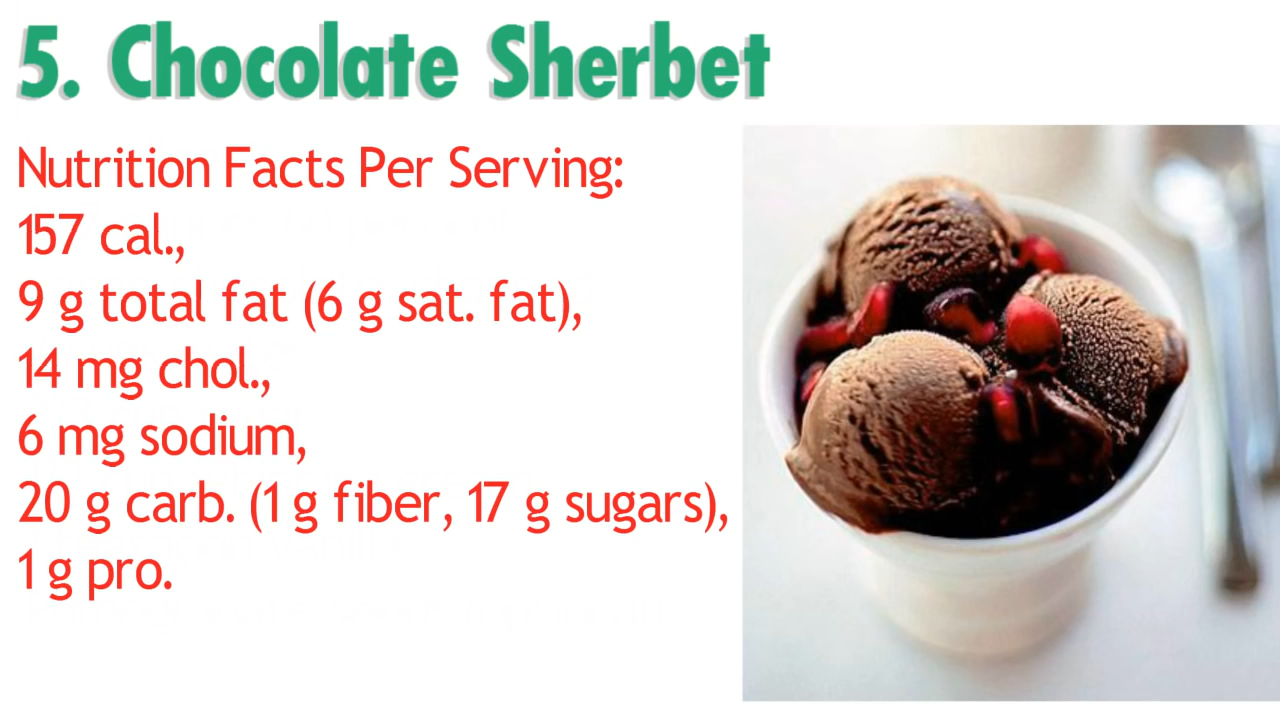 5. Chocolate Sherbet
Nutrition Facts Per Serving:
157 cal.,
9 g total fat (6 g sat. fat),
14 mg chol.,
6 mg sodium,
20 g carb. (1 g fiber, 17 g sugars),
1 g pro.